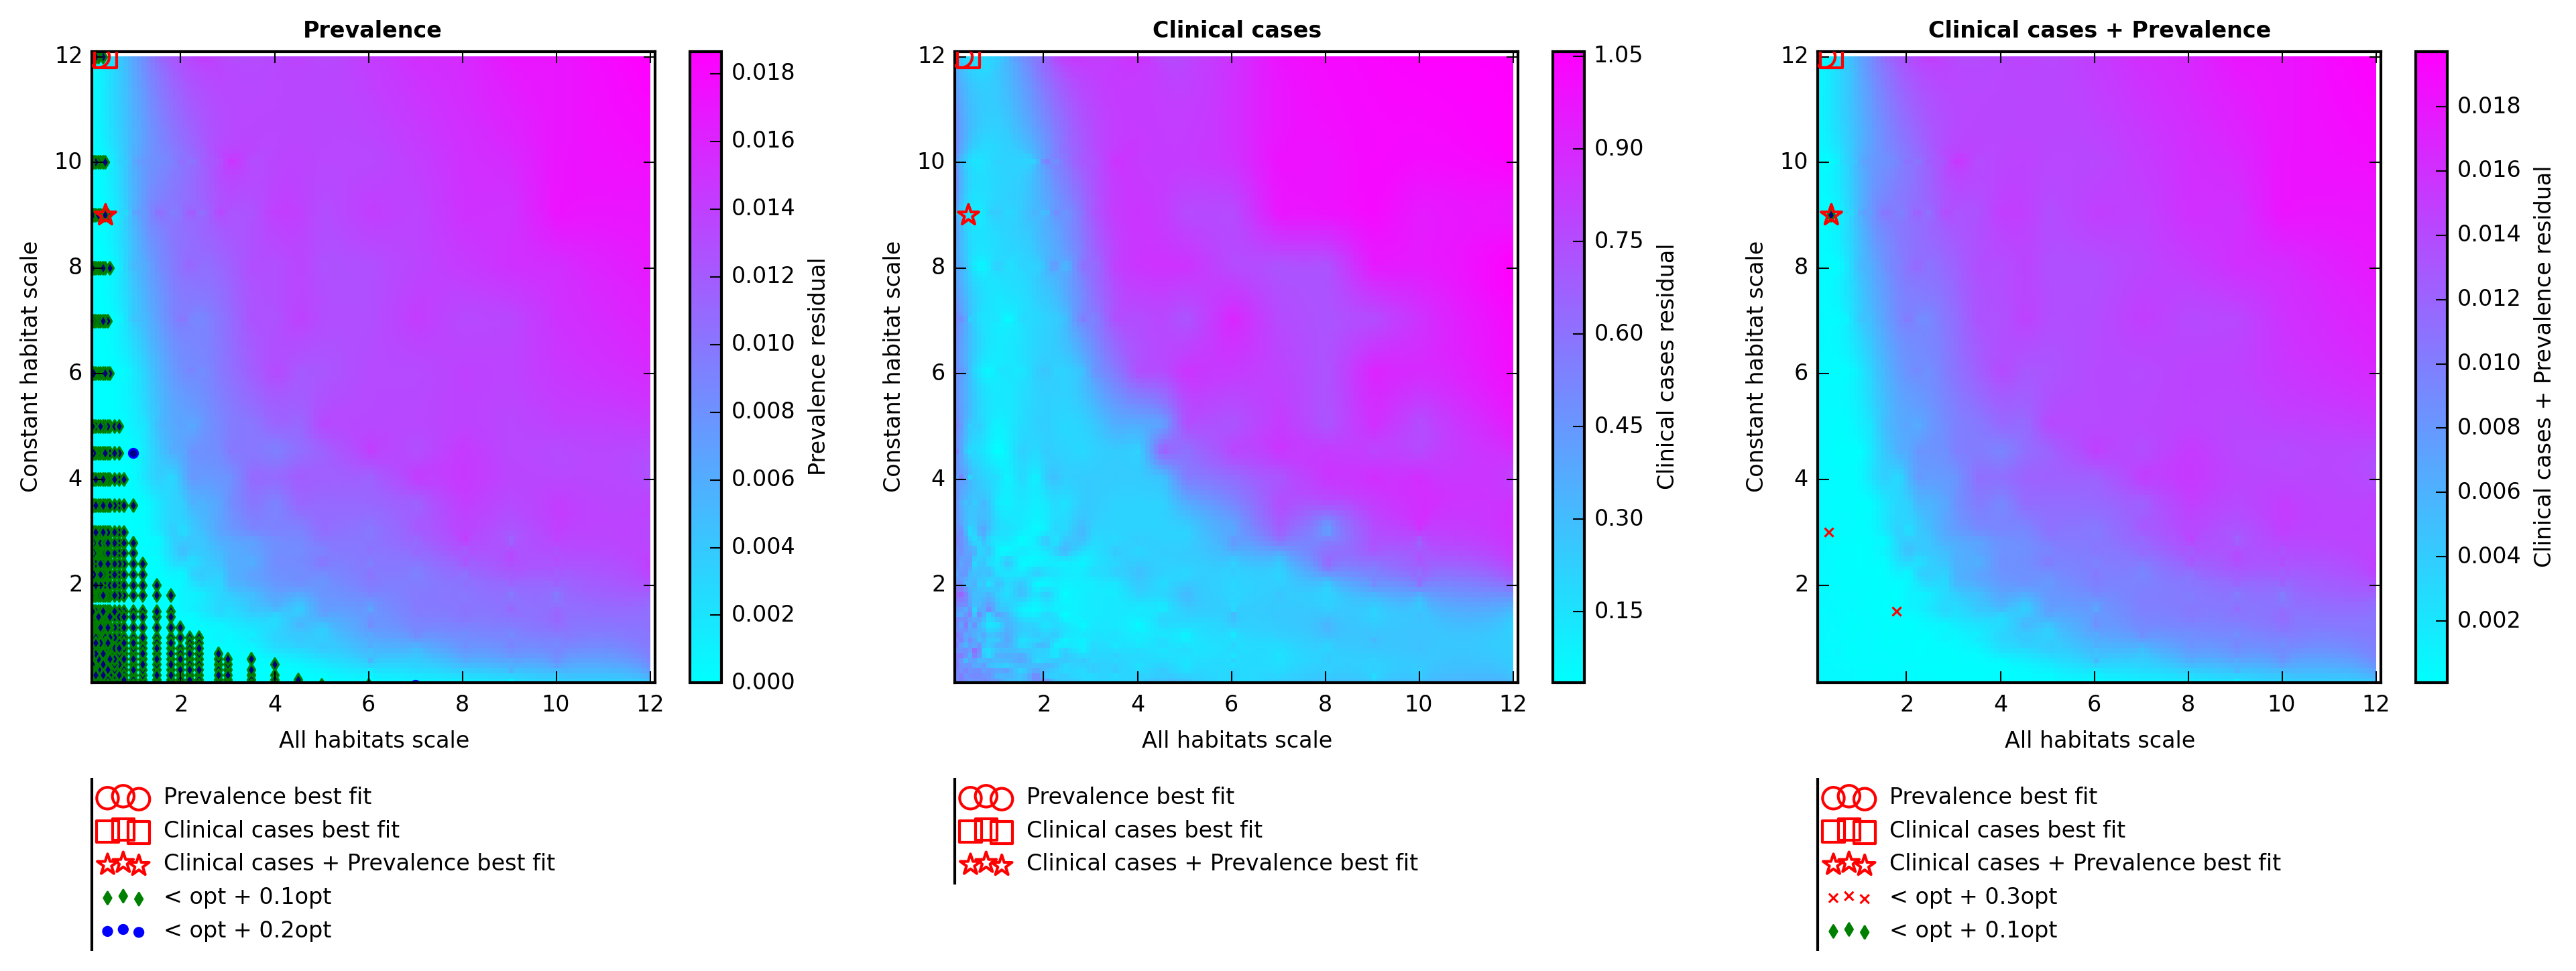 Prevalence
Clinical cases
Clinical cases + Prevalence
12
10
8
6
4
2
Constant habitat scale
2 4 6 8 10 12
All habitats scale
0.018
0.016
0.014
0.012
0.010
0.008
0.006
0.004
0.002
0.000
Prevalence residual
12
10
8
6
4
2
Constant habitat scale
2 4 6 8 10 12
All habitats scale
1.05
0.90
0.75
0.60
0.45
0.30
0.15
Clinical cases residual
12
10
8
6
4
2
Constant habitat scale
2 4 6 8 10 12
All habitats scale
0.018
0.016
0.014
0.012
0.010
0.008
0.006
0.004
0.002
Clinical cases + Prevalence residual
Prevalence best fit
Clinical cases best fit
Clinical cases + Prevalence best fit
< opt + 0.1opt
< opt + 0.2opt
Prevalence best fit
Clinical cases best fit
Clinical cases + Prevalence best fit
Prevalence best fit
Clinical cases best fit
Clinical cases + Prevalence best fit
< opt + 0.3opt
< opt + 0.1opt